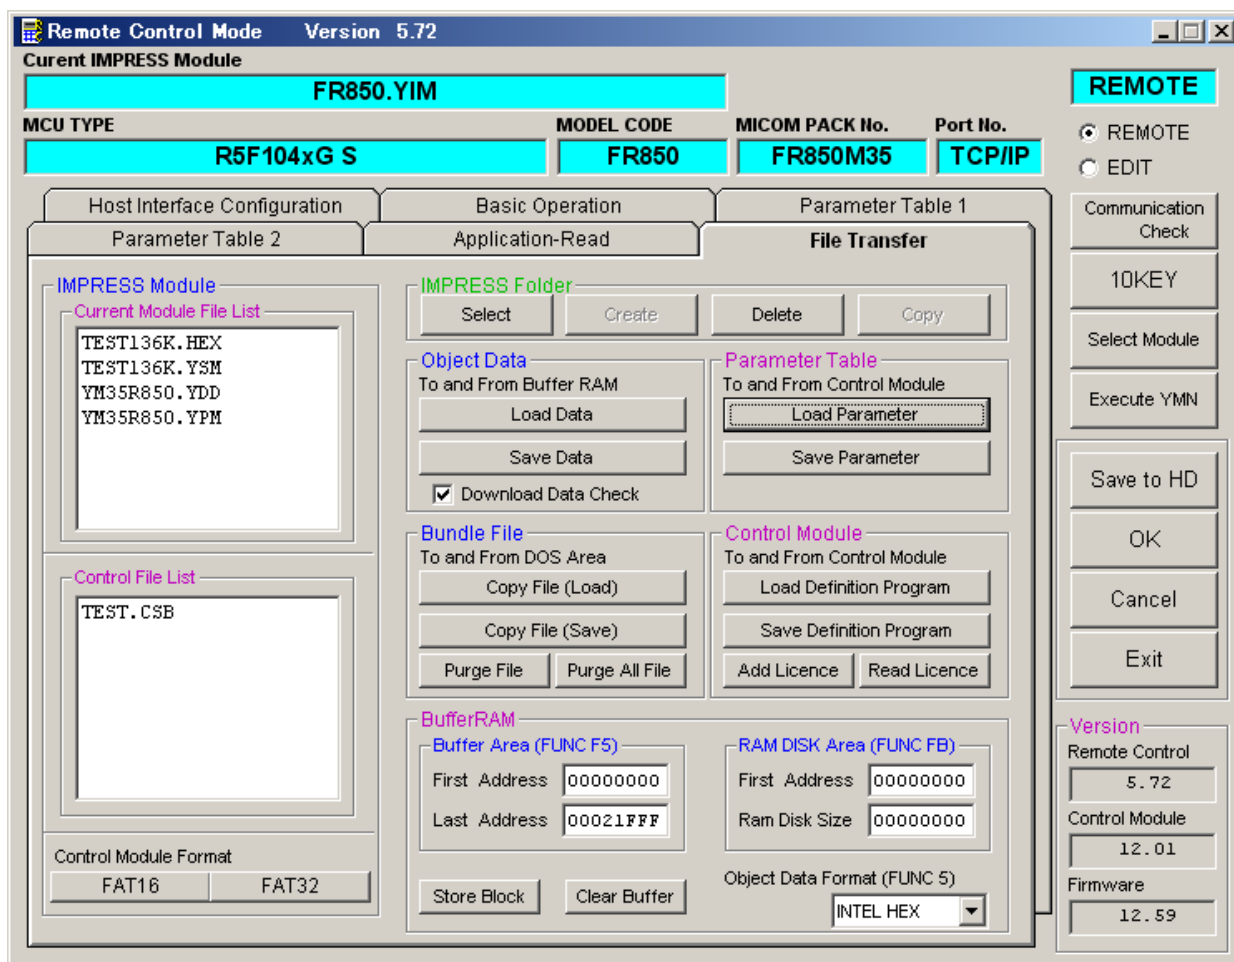 Remote Control Mode Version 5.72
Curent IMPRESS Module
FR850.YIM
REMOTE
MCU TYPE MODEL CODE MICOM PACK No. Port No.
R5F104xG S FR850 FR850M35 TCP/IP
REMOTE
EDIT
Host Interface Configuration Basic Operation Parameter Table 1
Parameter Table 2 Application-Read File Transfer
IMPRESS Module
Current Module File List
TEST136K.HEX
TEST136K.YSM
YM35R850.YDD
YM35R850.YPM
Control File List
TEST.CSB
Control Module Format
FAT16 FAT32
IMPRESS Folder
Select Create Delete Copy
Object Data
To and From Buffer RAM
Load Data
Save Data
Download Data Check
Parameter Table
To and From Control Module
Load Parameter
Save Parameter
Bundle File
To and From DOS Area
Copy File (Load)
Copy File (Save)
Purge File Purge All File
Control Module
To and From Control Module
Load Definition Program
Save Definition Program
Add Licence Read Licence
BufferRAM
Buffer Area (FUNC F5)
First Address 00000000
Last Address 00021FFF
RAM DISK Area (FUNC FB)
First Address 00000000
Ram Disk Size 00000000
Store Block Clear Buffer
Object Data Format (FUNC 5)
INTEL HEX
Communication
Check
10KEY
Select Module
Execute YMN
Save to HD
OK
Cancel
Exit
Version
Remote Control
5.72
Control Module
12.01
Firmware
12.59